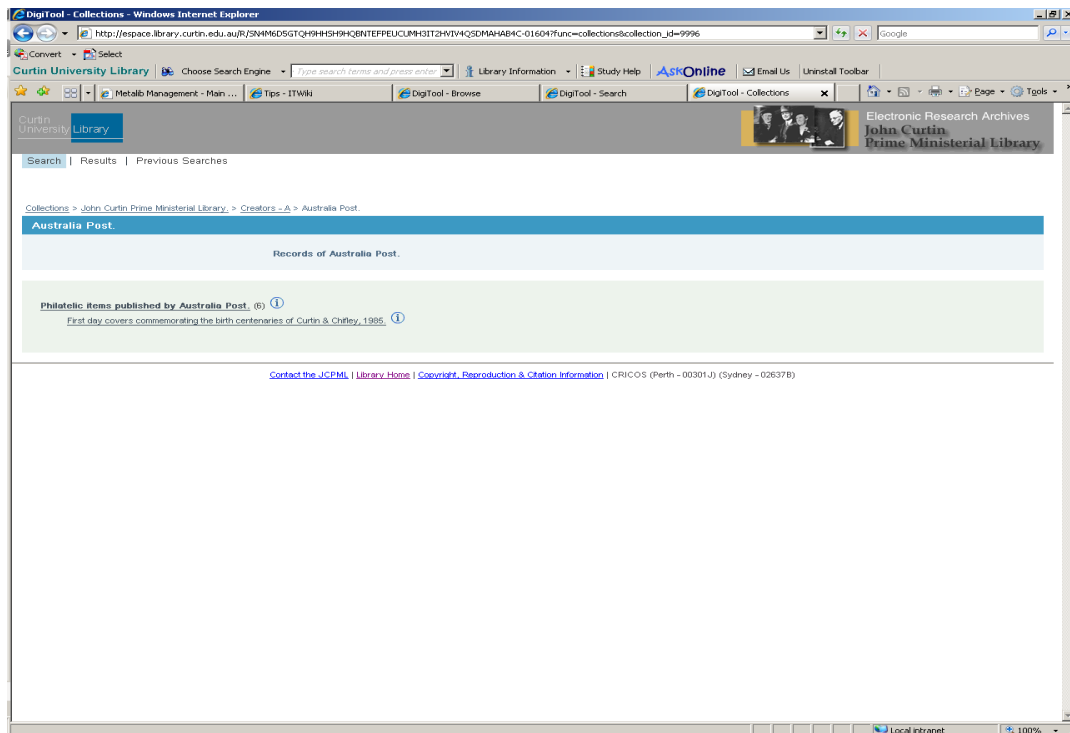 DigiTool - Collections - Windows Internet Explorer
http://espace.library.curtin.edu.au/R/SN4M6D5GTQH9HH5H9HQBNTEFPEUCUMH3IT2HVIV4QSDMAHAB4C-01604?func=collections&collection_id=9996
Google
Convert Select
Curtin University Library Choose Search Engine Type search terms and press enter Library Information Study Help AskOnline Email Us Uninstall Toolbar
Metalib Management - Main ... Tips - ITWiki DigiTool - Browse DigiTool - Search DigiTool - Collections Page Tools
Curtin
University Library
Electronic Research Archives
John Curtin
Prime Ministerial Library
Search | Results | Previous Searches
Collections > John Curtin Prime Ministerial Library. > Creators - A > Australia Post.
Australia Post.
Records of Australia Post.
Philatelic items published by Australia Post. (6)
First day covers commemorating the birth centenaries of Curtin & Chifley, 1985.
Contact the JCPML | Library Home | Copyright, Reproduction & Citation Information | CRICOS (Perth - 00301J) (Sydney - 02637B)
Local intranet 100%